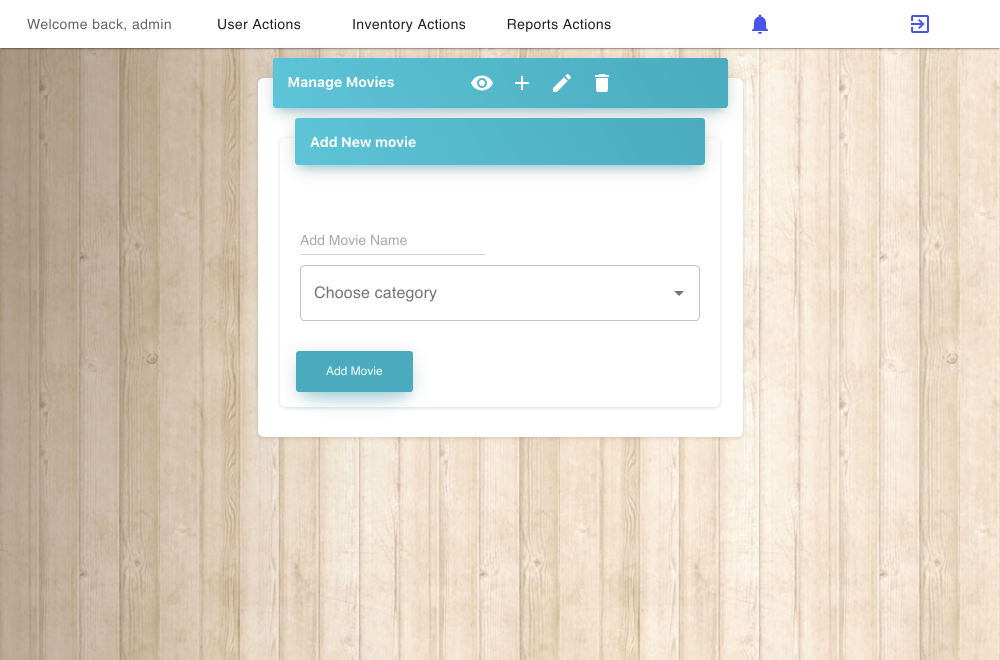 Welcome back, admin
User Actions
Inventory Actions
Reports Actions
Manage Movies
Add New movie
Add Movie Name
Choose category
Add Movie